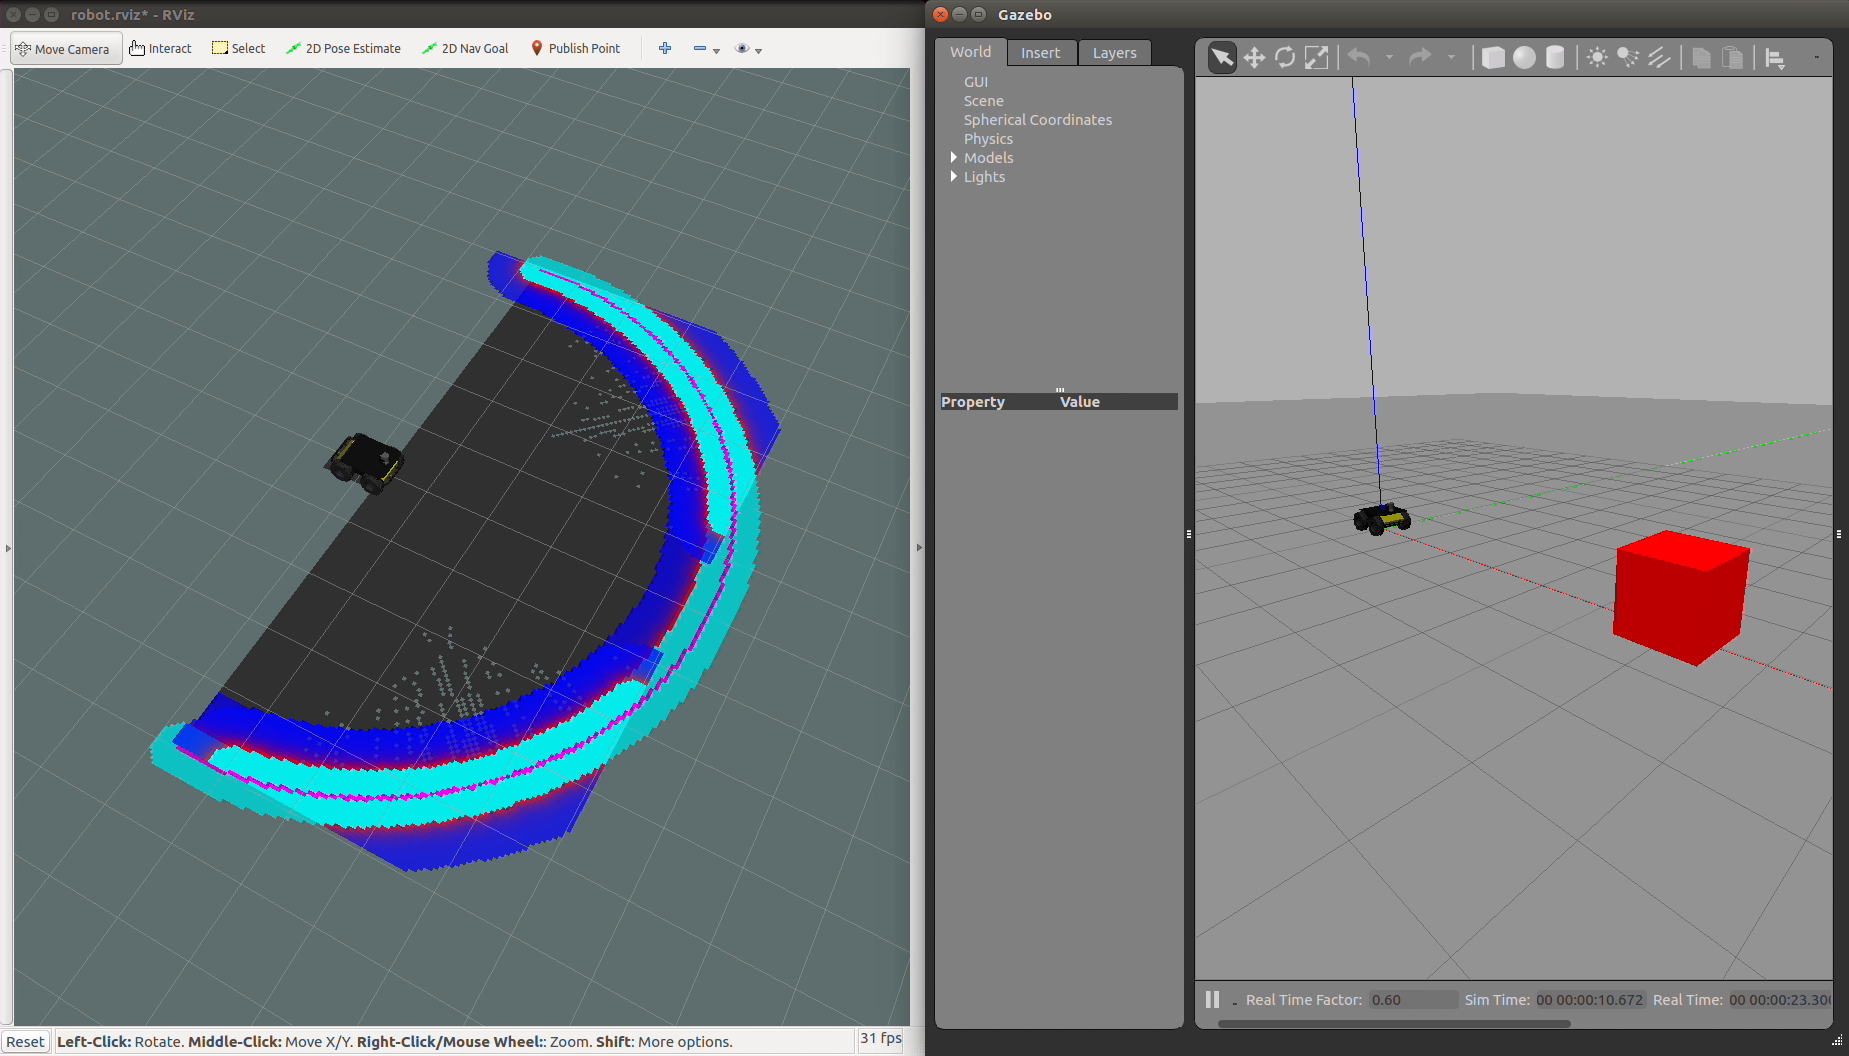 robot.rviz* - RViz
Move Camera Interact Select 2D Pose Estimate 2D Nav Goal Publish Point
Reset Left-Click: Rotate. Middle-Click: Move X/Y. Right-Click/Mouse Wheel:: Zoom. Shift: More options. 31 fps
Gazebo
World Insert Layers
GUI
Scene
Spherical Coordinates
Physics
Models
Lights
Property Value
Real Time Factor: 0.60 Sim Time: 00 00:00:10.672 Real Time: 00 00:00:23.300